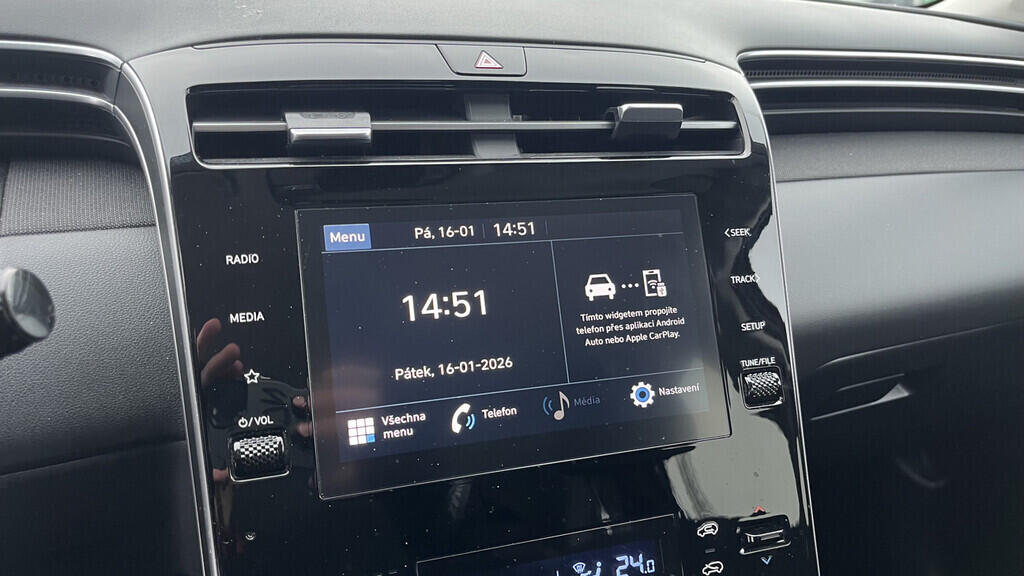 Menu
Pá, 16-01
14:51
<SEEK
RADIO
TRACK>
14:51
Tímto widgetem propojíte
telefon přes aplikaci Android
Auto nebo Apple CarPlay.
MEDIA
SETUP
Pátek, 16-01-2026
TUNE/FILE
Všechna
menu
Telefon
Média
Nastavení
/VOL
24.0